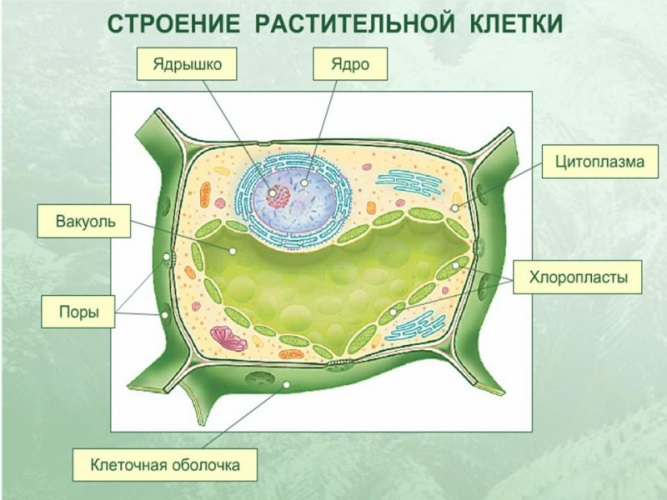 СТРОЕНИЕ РАСТИТЕЛЬНОЙ КЛЕТКИ
Ядрышко
Ядро
Цитоплазма
Вакуоль
Хлоропласты
Поры
Клеточная оболочка